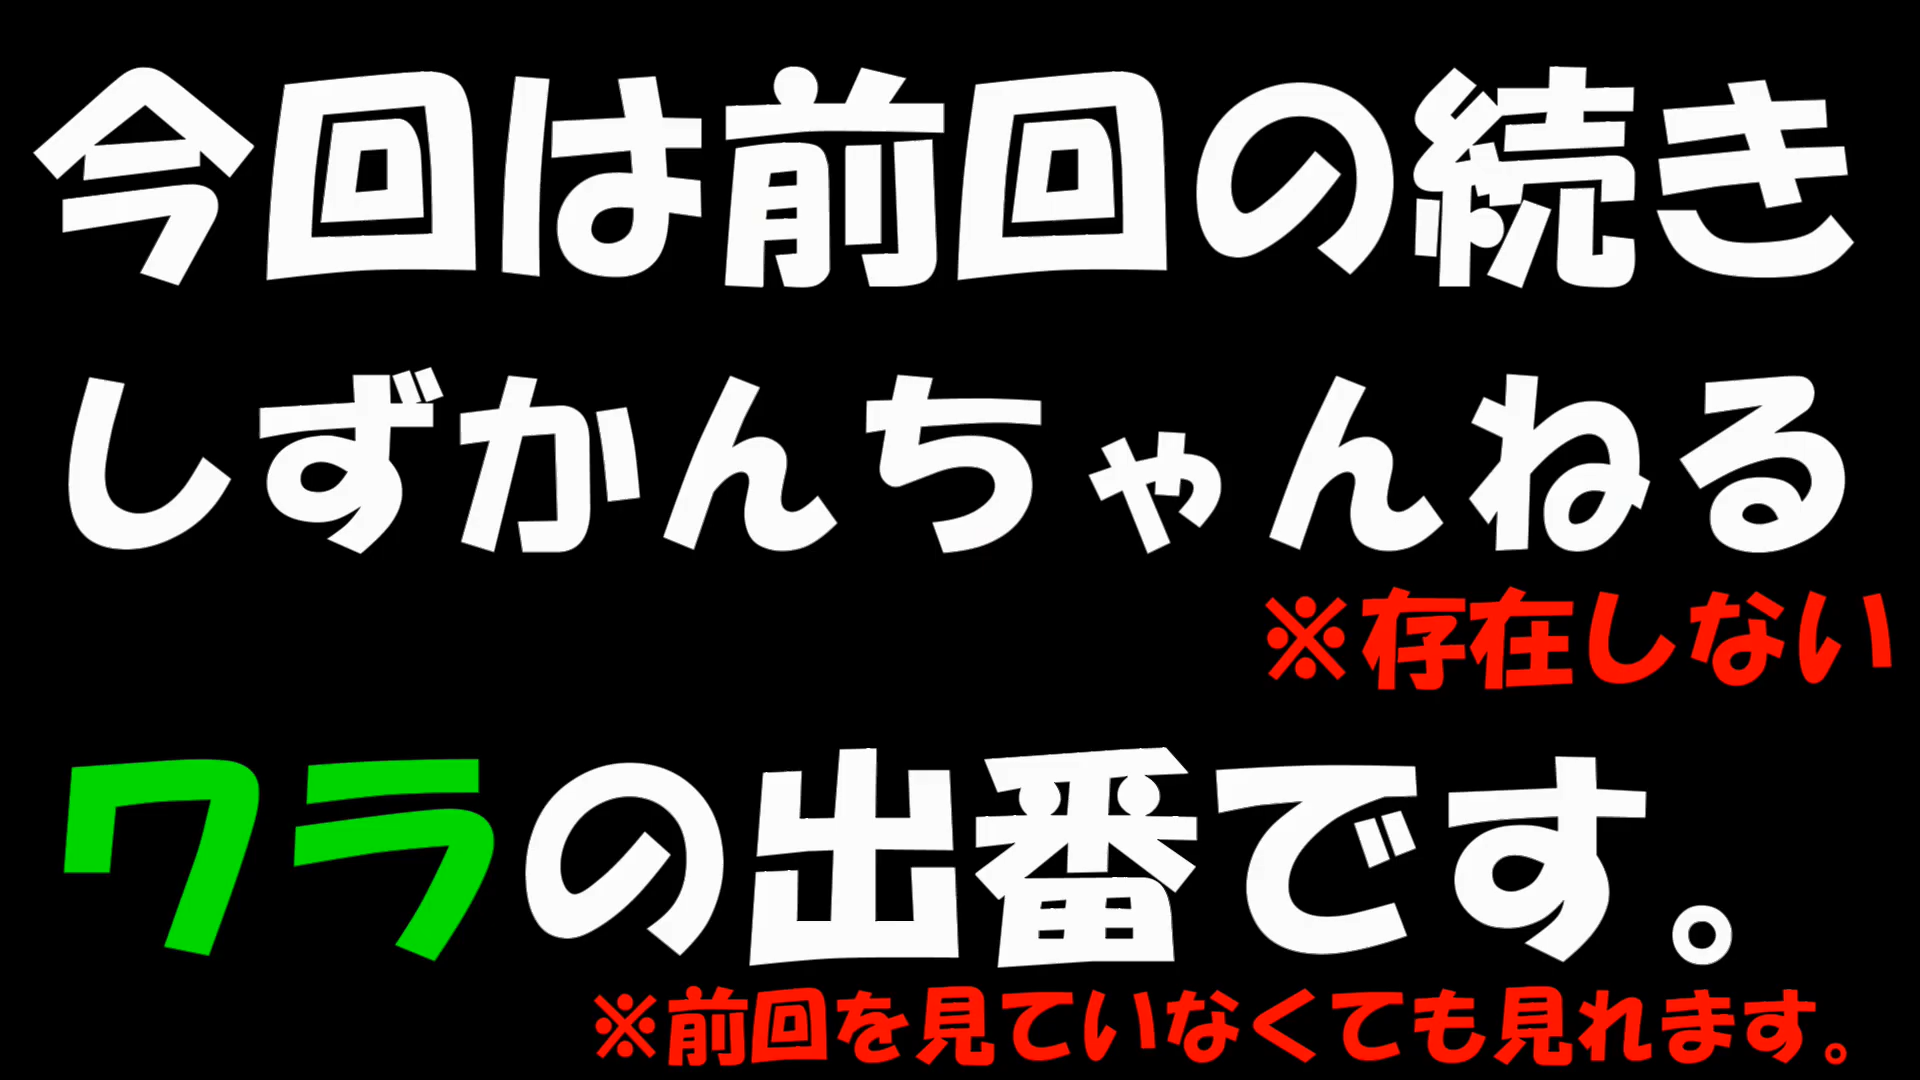 今回は前回の続き
しずかんちゃんねる
※存在しない
ワラの出番です。
※前回を見ていなくても見れます。